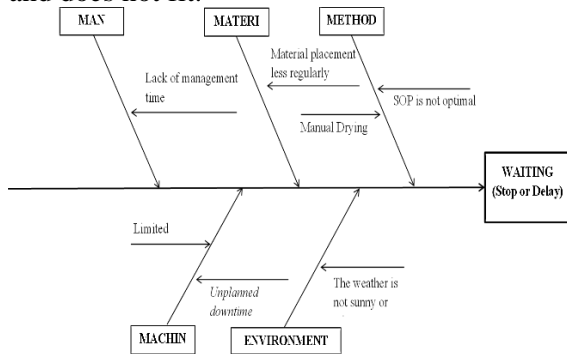 and does not fit.
MAN
MATERI
METHOD
Material placement
less regularly
Lack of management
time
SOP is not optimal
Manual Drying
WAITING
(Stop or Delay)
Limited
Unplanned
downtime
The weather is
not sunny or
MACHIN
ENVIRONMENT